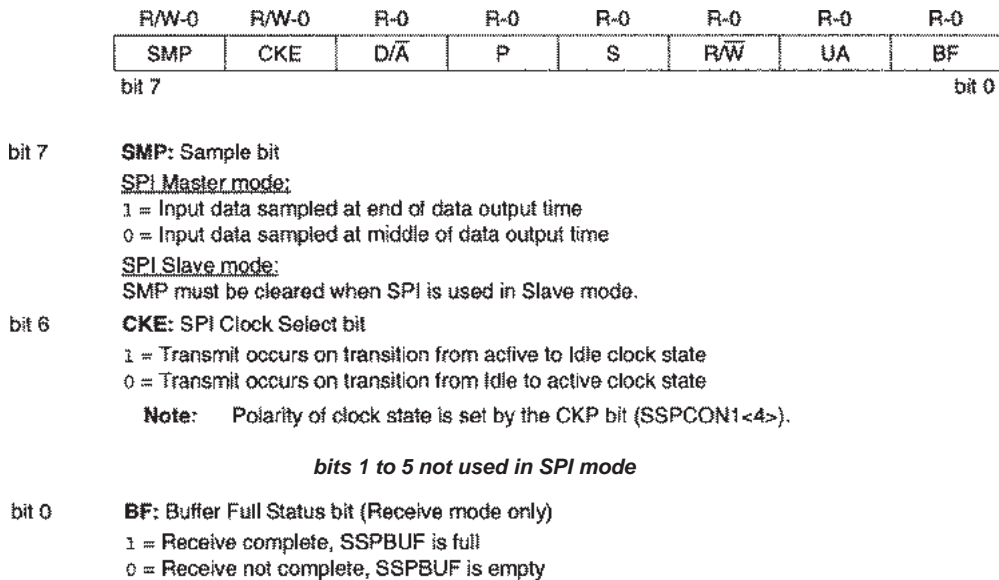 R/W-0 R/W-0 R-0 R-0 R-0 R-0 R-0 R-0
SMP CKE D/A̅ P S R/W̅ UA BF
bit 7 bit 0
bit 7 SMP: Sample bit
SPI Master mode:
1 = Input data sampled at end of data output time
0 = Input data sampled at middle of data output time
SPI Slave mode:
SMP must be cleared when SPI is used in Slave mode.
bit 6 CKE: SPI Clock Select bit
1 = Transmit occurs on transition from active to Idle clock state
0 = Transmit occurs on transition from Idle to active clock state
Note: Polarity of clock state is set by the CKP bit (SSPCON1<4>).
bits 1 to 5 not used in SPI mode
bit 0 BF: Buffer Full Status bit (Receive mode only)
1 = Receive complete, SSPBUF is full
0 = Receive not complete, SSPBUF is empty